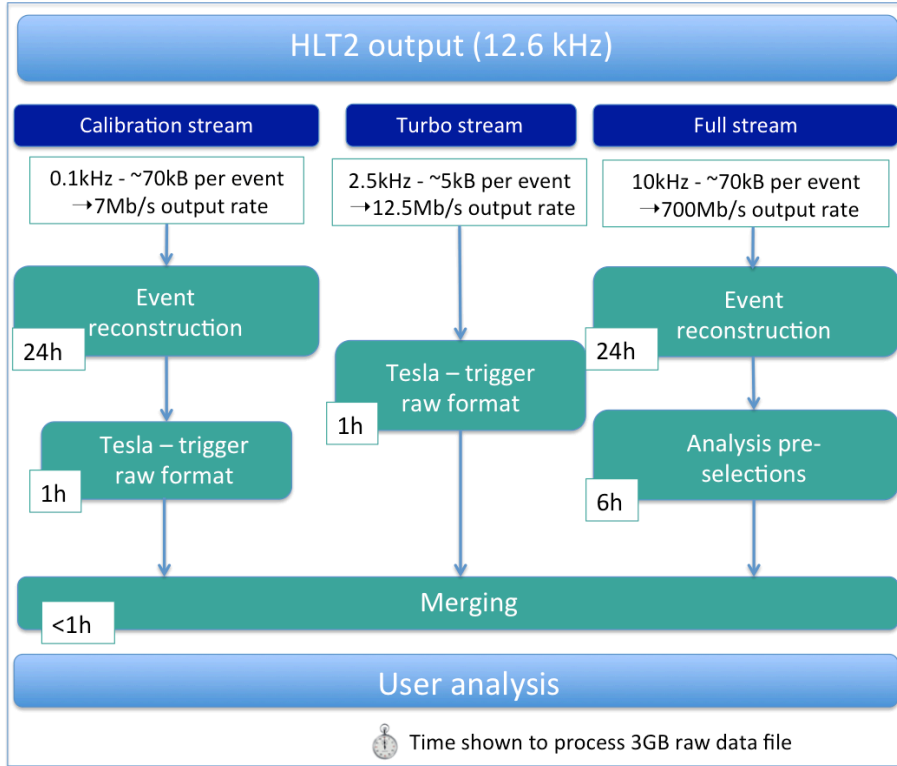 HLT2 output (12.6 kHz)
Calibration stream
0.1kHz - ~70kB per event
→7Mb/s output rate
Event
reconstruction
24h
Tesla – trigger
raw format
1h
Turbo stream
2.5kHz - ~5kB per event
→12.5Mb/s output rate
Tesla – trigger
raw format
1h
Full stream
10kHz - ~70kB per event
→700Mb/s output rate
Event
reconstruction
24h
Analysis pre-
selections
6h
Merging
<1h
User analysis
Time shown to process 3GB raw data file